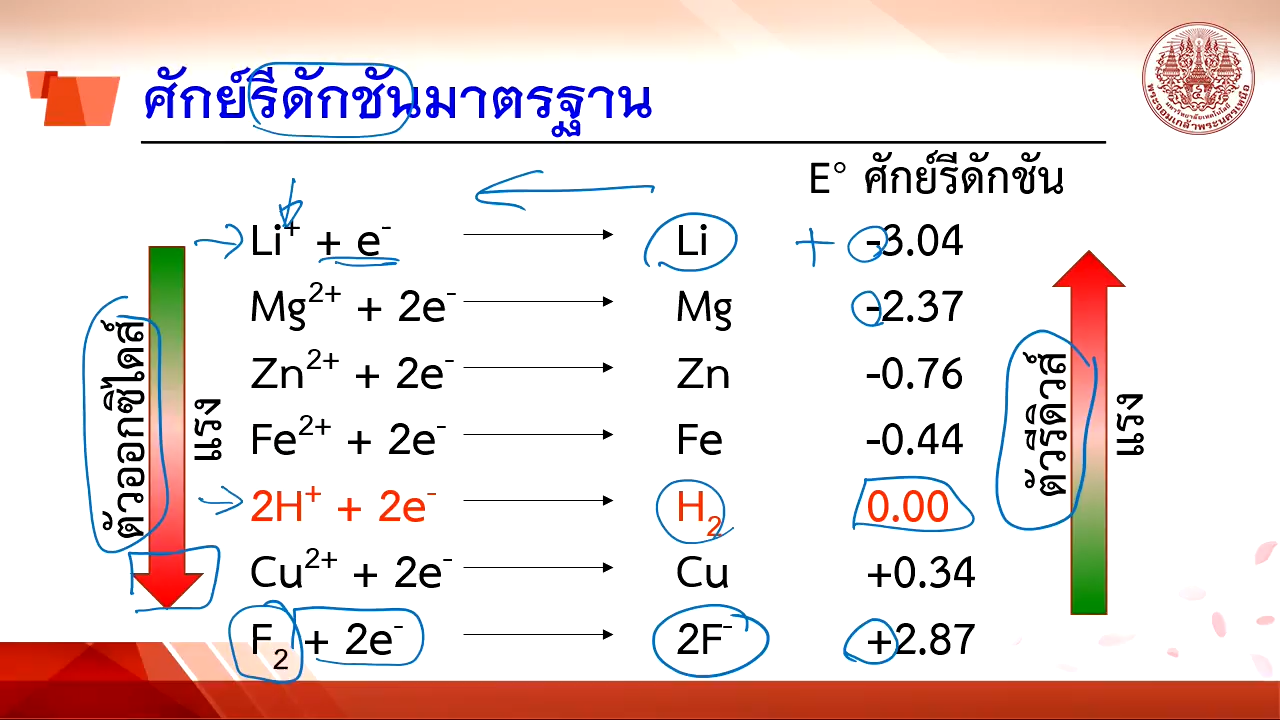 ศักย์รีดักชันมาตรฐาน
E° ศักย์รีดักชัน
Li⁺ + e⁻ → Li -3.04
Mg²⁺ + 2e⁻ → Mg -2.37
Zn²⁺ + 2e⁻ → Zn -0.76
Fe²⁺ + 2e⁻ → Fe -0.44
2H⁺ + 2e⁻ → H₂ 0.00
Cu²⁺ + 2e⁻ → Cu +0.34
F₂ + 2e⁻ → 2F⁻ +2.87
ตัวออกซิไดส์
แรง
ตัวรีดิวส์
แรง
+